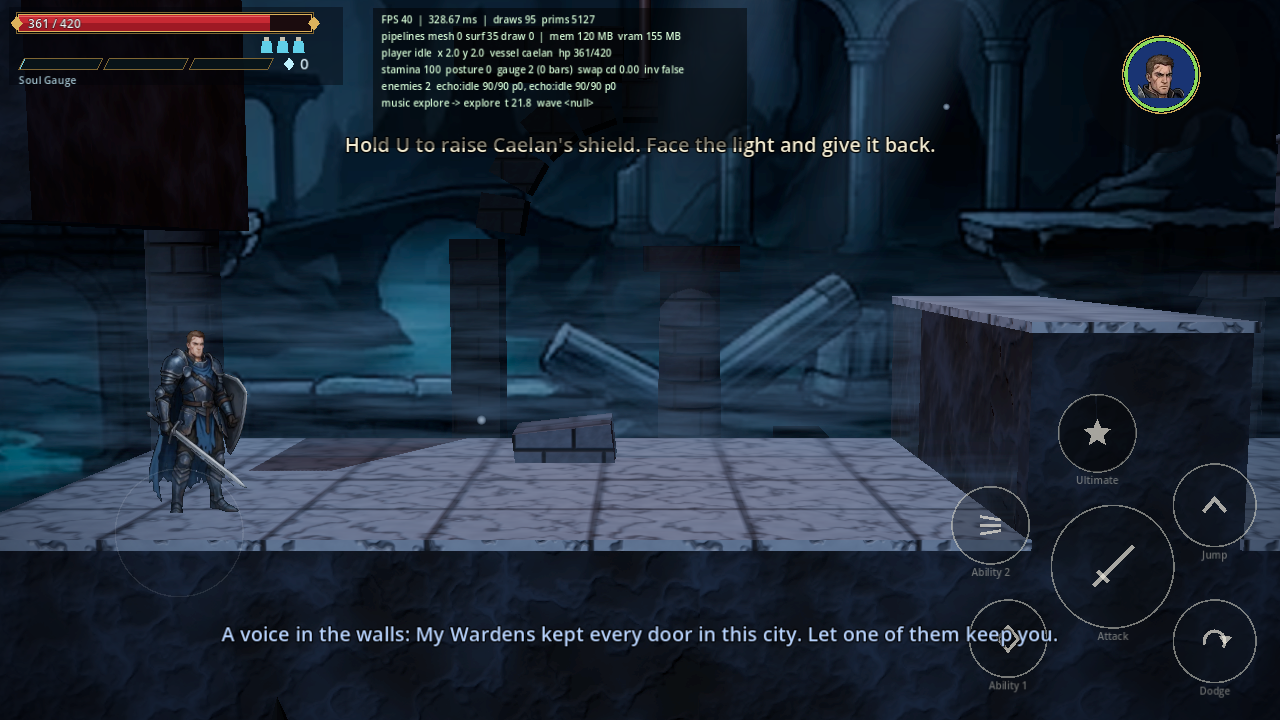 361 / 420
0
Soul Gauge
FPS 40 | 328.67 ms | draws 95 prims 5127
pipelines mesh 0 surf 35 draw 0 | mem 120 MB vram 155 MB
player idle x 2.0 y 2.0 vessel caelan hp 361/420
stamina 100 posture 0 gauge 2 (0 bars) swap cd 0.00 inv false
enemies 2 echo:idle 90/90 p0, echo:idle 90/90 p0
music explore -> explore t 21.8 wave <null>
Hold U to raise Caelan's shield. Face the light and give it back.
Ultimate
Jump
Ability 2
A voice in the walls: My Wardens kept every door in this city. Let one of them keep you.
Attack
Ability 1
Dodge